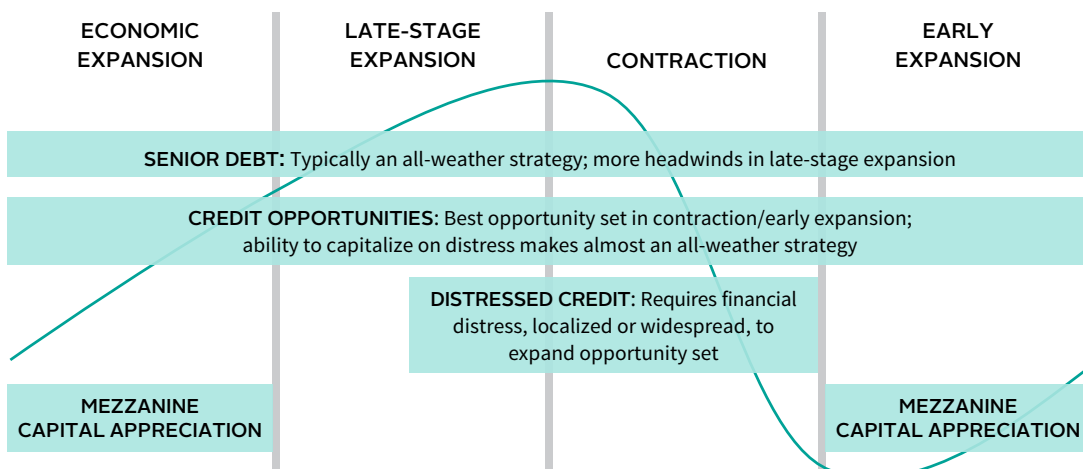 ECONOMIC
EXPANSION
LATE-STAGE
EXPANSION
CONTRACTION
EARLY
EXPANSION
SENIOR DEBT: Typically an all-weather strategy; more headwinds in late-stage expansion
CREDIT OPPORTUNITIES: Best opportunity set in contraction/early expansion;
ability to capitalize on distress makes almost an all-weather strategy
DISTRESSED CREDIT: Requires financial
distress, localized or widespread, to
expand opportunity set
MEZZANINE
CAPITAL APPRECIATION
MEZZANINE
CAPITAL APPRECIATION